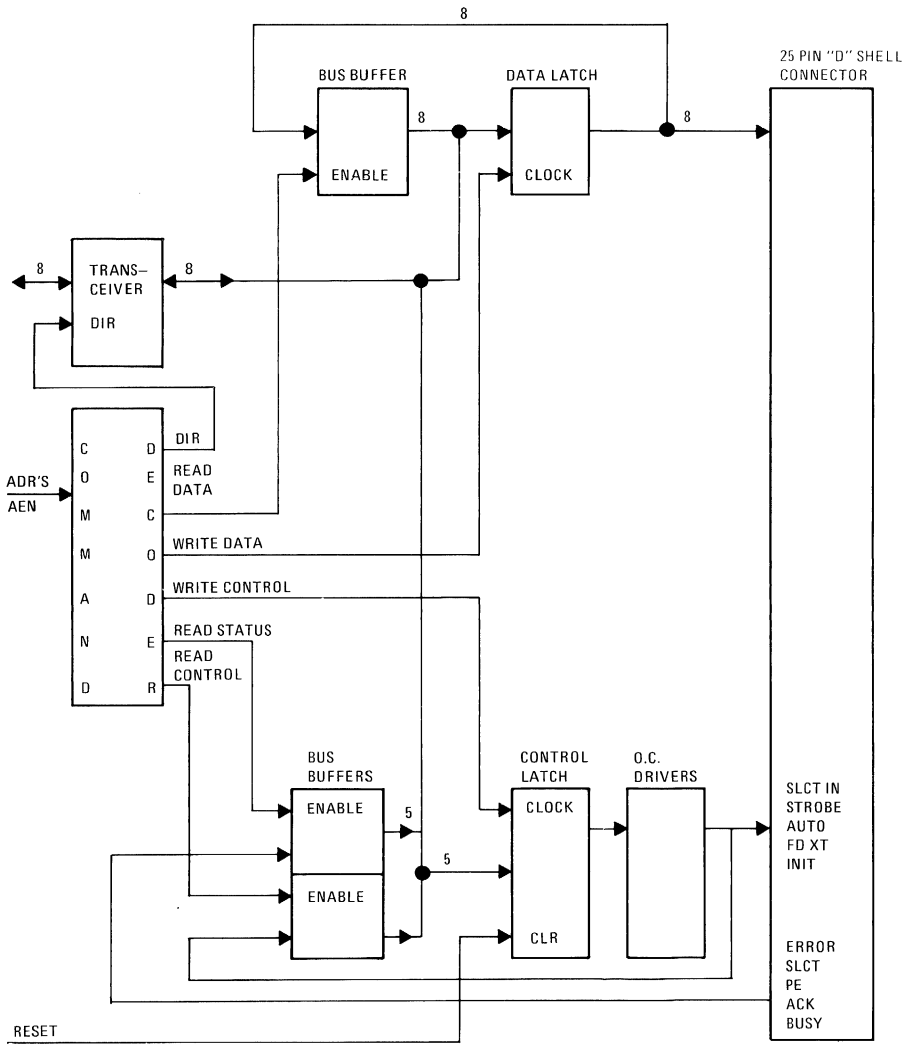 8
25 PIN "D" SHELL
CONNECTOR
BUS BUFFER
DATA LATCH
8
8
ENABLE
CLOCK
8
TRANS–
CEIVER
8
DIR
COMMAND
DECODER
DIR
READ
DATA
ADR'S
AEN
WRITE DATA
WRITE CONTROL
READ STATUS
READ
CONTROL
BUS
BUFFERS
CONTROL
LATCH
O.C.
DRIVERS
ENABLE
5
CLOCK
SLCT IN
STROBE
AUTO
FD XT
INIT
5
ENABLE
CLR
ERROR
SLCT
PE
ACK
BUSY
RESET